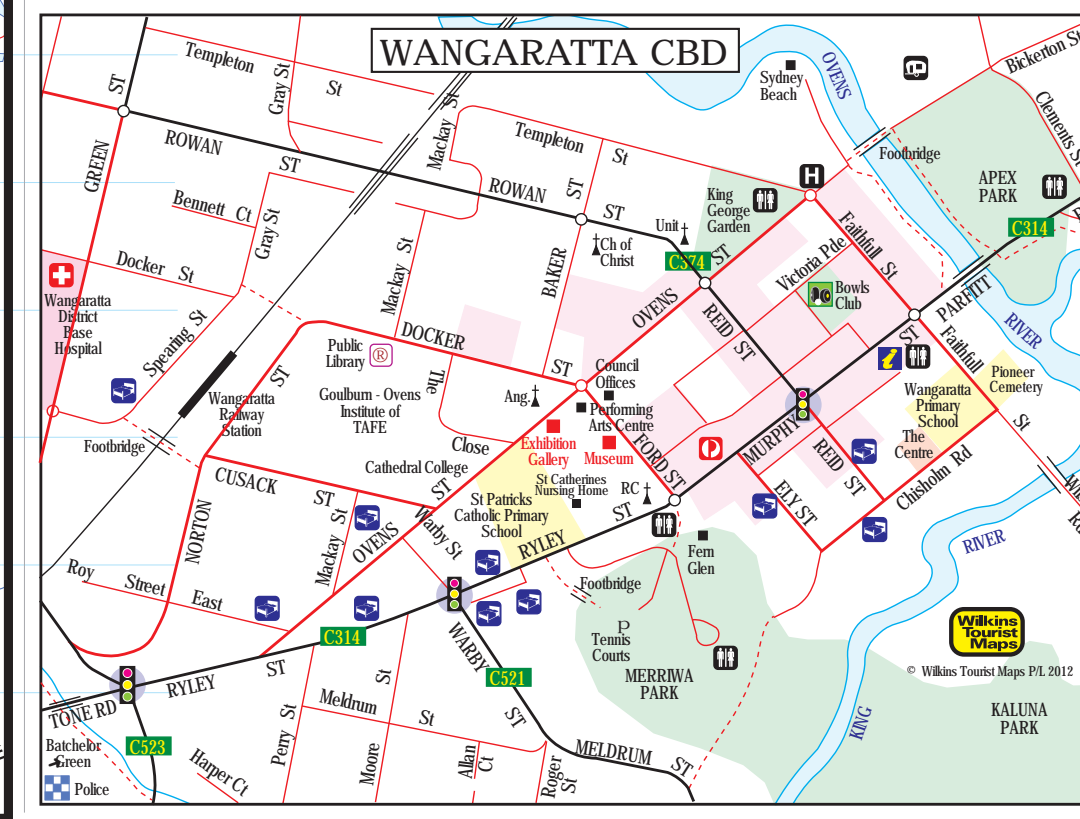 WANGARATTA CBD
Templeton
St
Gray St
Mackay St
Templeton
St
Sydney
Beach
OVENS
Bickerton St
Clements St
ST
GREEN
ROWAN
ST
ROWAN
ST
ST
Footbridge
APEX
PARK
C314
H
King
George
Garden
Unit
Ch of
Christ
C374
ST
Bennett Ct
Gray St
Docker St
Mackay St
BAKER
OVENS
REID ST
Victoria Pde
Faithfull St
Bowls
Club
PARFITT
ST
RIVER
Wangaratta
District
Base
Hospital
Spearing St
DOCKER
ST
Public
Library
R
The
Close
Goulburn - Ovens
Institute of
TAFE
Ang.
Council
Offices
Performing
Arts Centre
Exhibition
Gallery
Museum
FORD ST
Faithfull
St
i
Wangaratta
Primary
School
Pioneer
Cemetery
The
Centre
ST
Wangaratta
Railway
Station
Footbridge
Cathedral College
ST
St Catherines
Nursing Home
RC
P
MURPHY
REID ST
Chisholm Rd
ELY ST
CUSACK
ST
NORTON
Mackay St
OVENS
Warby St
St Patricks
Catholic Primary
School
RYLEY
ST
Fern
Glen
RIVER
Roy
Street
East
Footbridge
P
Tennis
Courts
MERRIWA
PARK
C314
WARBY
ST
C521
Wilkins
Tourist
Maps
© Wilkins Tourist Maps P/L 2012
KALUNA
PARK
KING
RYLEY
ST
TONE RD
C523
Batchelor
Green
Police
Harper Ct
Perry St
Meldrum
St
St
Moore
Allan
Ct
Roger
St
MELDRUM
ST